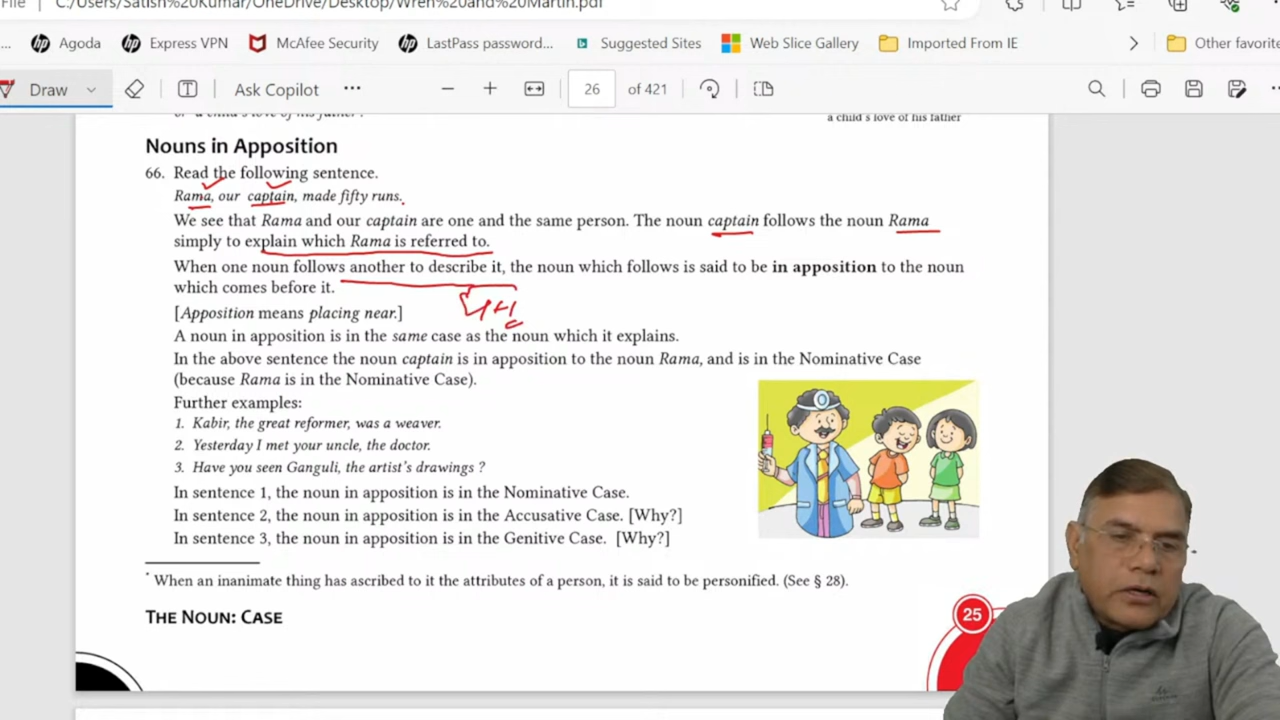 File C:/Users/Satish%20Kumar/OneDrive/Desktop/Wren%20and%20Martin.pdf
... Agoda Express VPN McAfee Security LastPass password... Suggested Sites Web Slice Gallery Imported From IE Other favorite
Draw Ask Copilot ... 26 of 421
or a child's love of his father ?
a child's love of his father
Nouns in Apposition
66. Read the following sentence.
Rama, our captain, made fifty runs.
We see that Rama and our captain are one and the same person. The noun captain follows the noun Rama
simply to explain which Rama is referred to.
When one noun follows another to describe it, the noun which follows is said to be in apposition to the noun
which comes before it.
[Apposition means placing near.]
A noun in apposition is in the same case as the noun which it explains.
In the above sentence the noun captain is in apposition to the noun Rama, and is in the Nominative Case
(because Rama is in the Nominative Case).
Further examples:
1. Kabir, the great reformer, was a weaver.
2. Yesterday I met your uncle, the doctor.
3. Have you seen Ganguli, the artist's drawings ?
In sentence 1, the noun in apposition is in the Nominative Case.
In sentence 2, the noun in apposition is in the Accusative Case. [Why?]
In sentence 3, the noun in apposition is in the Genitive Case. [Why?]
* When an inanimate thing has ascribed to it the attributes of a person, it is said to be personified. (See § 28).
THE NOUN: CASE
25